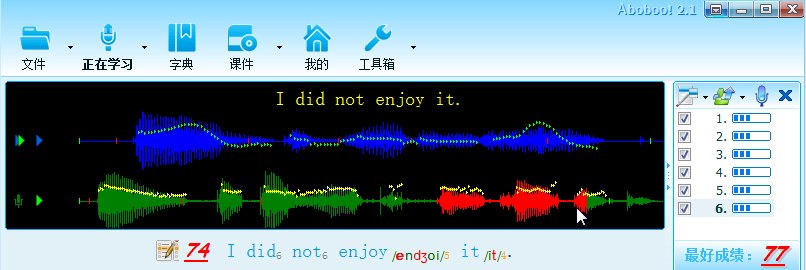 Aboboo! 2.1
文件 正在学习 字典 课件 我的 工具箱
I did not enjoy it.
1.
2.
3.
4.
5.
6.
74 I did6 not6 enjoy /endʒoi/5 it /it/4.
最好成绩：77